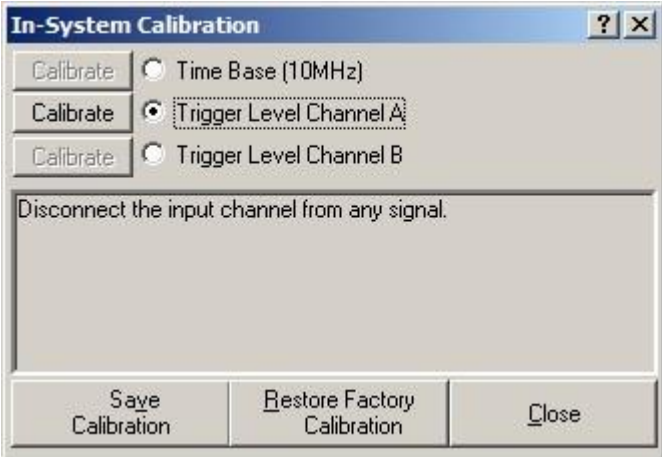 In-System Calibration
Calibrate Time Base (10MHz)
Calibrate Trigger Level Channel A
Calibrate Trigger Level Channel B
Disconnect the input channel from any signal.
Save
Calibration
Restore Factory
Calibration
Close